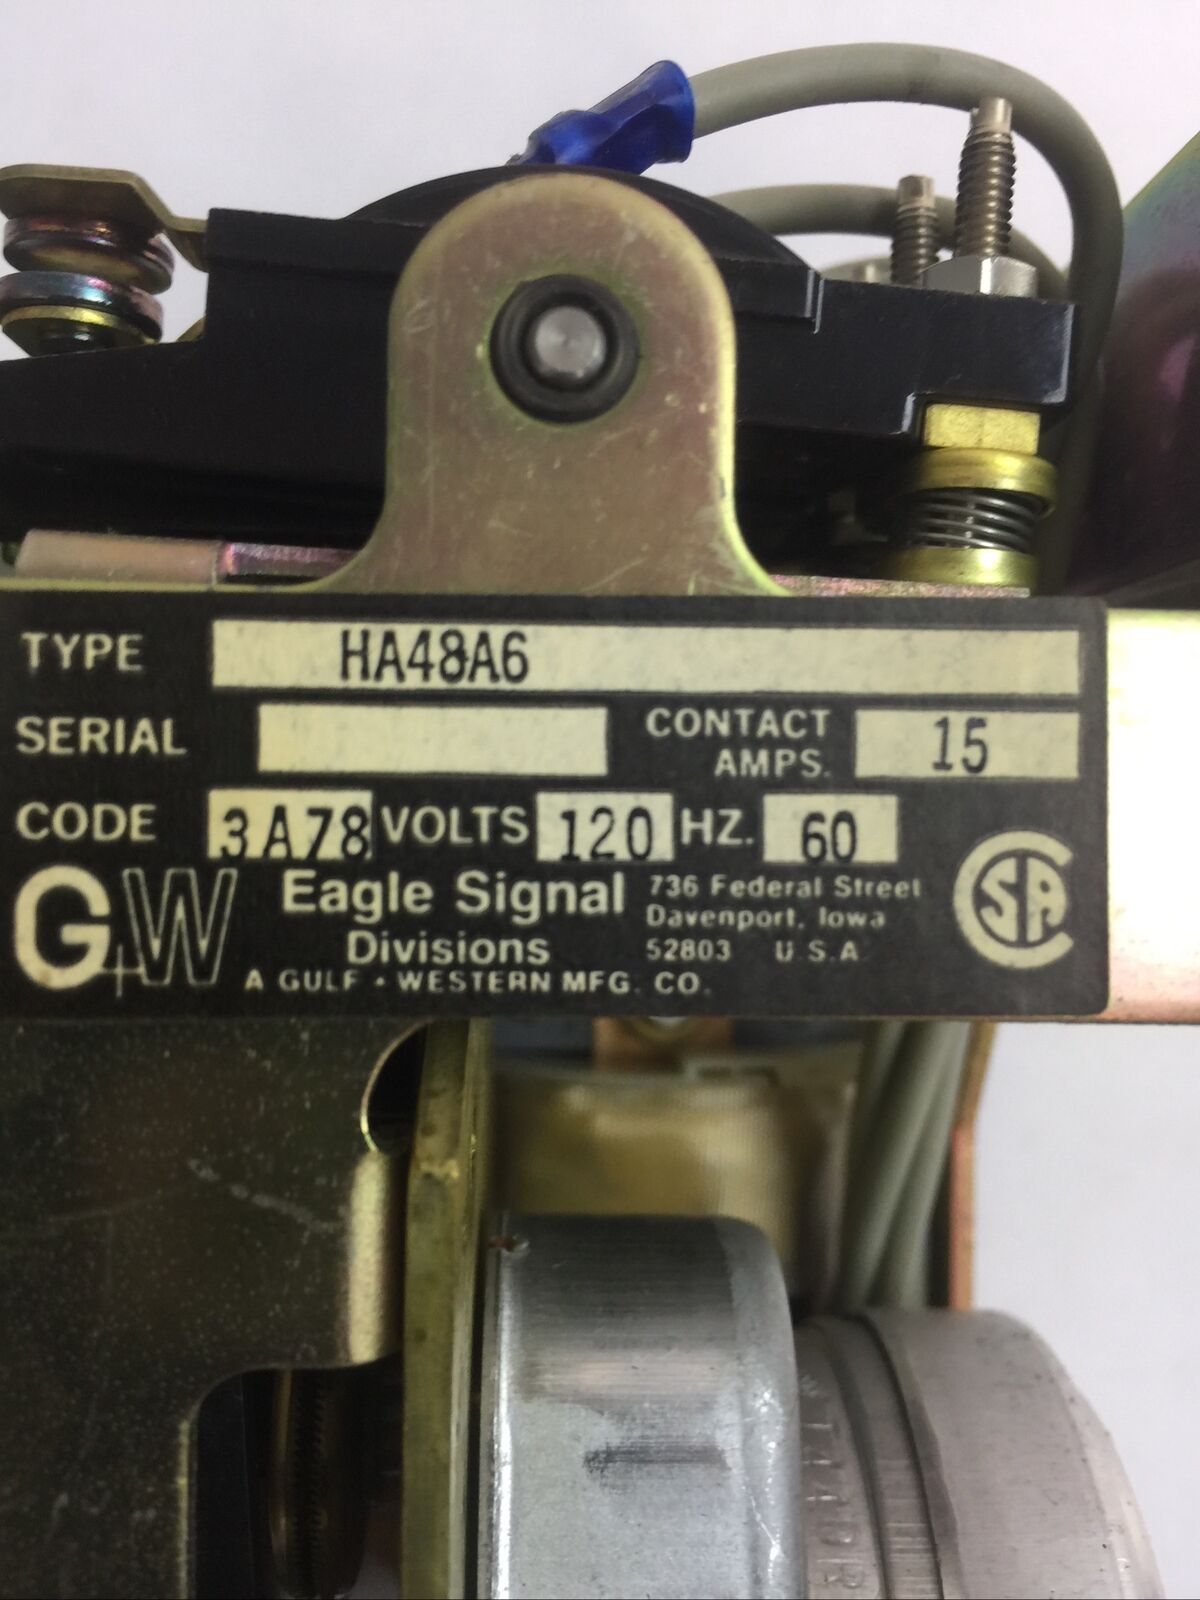 TYPE HA48A6
SERIAL CONTACT AMPS. 15
CODE 3A78 VOLTS 120 HZ. 60
G+W Eagle Signal 736 Federal Street
Divisions Davenport, Iowa
52803 U.S.A
A GULF + WESTERN MFG. CO.
CSA